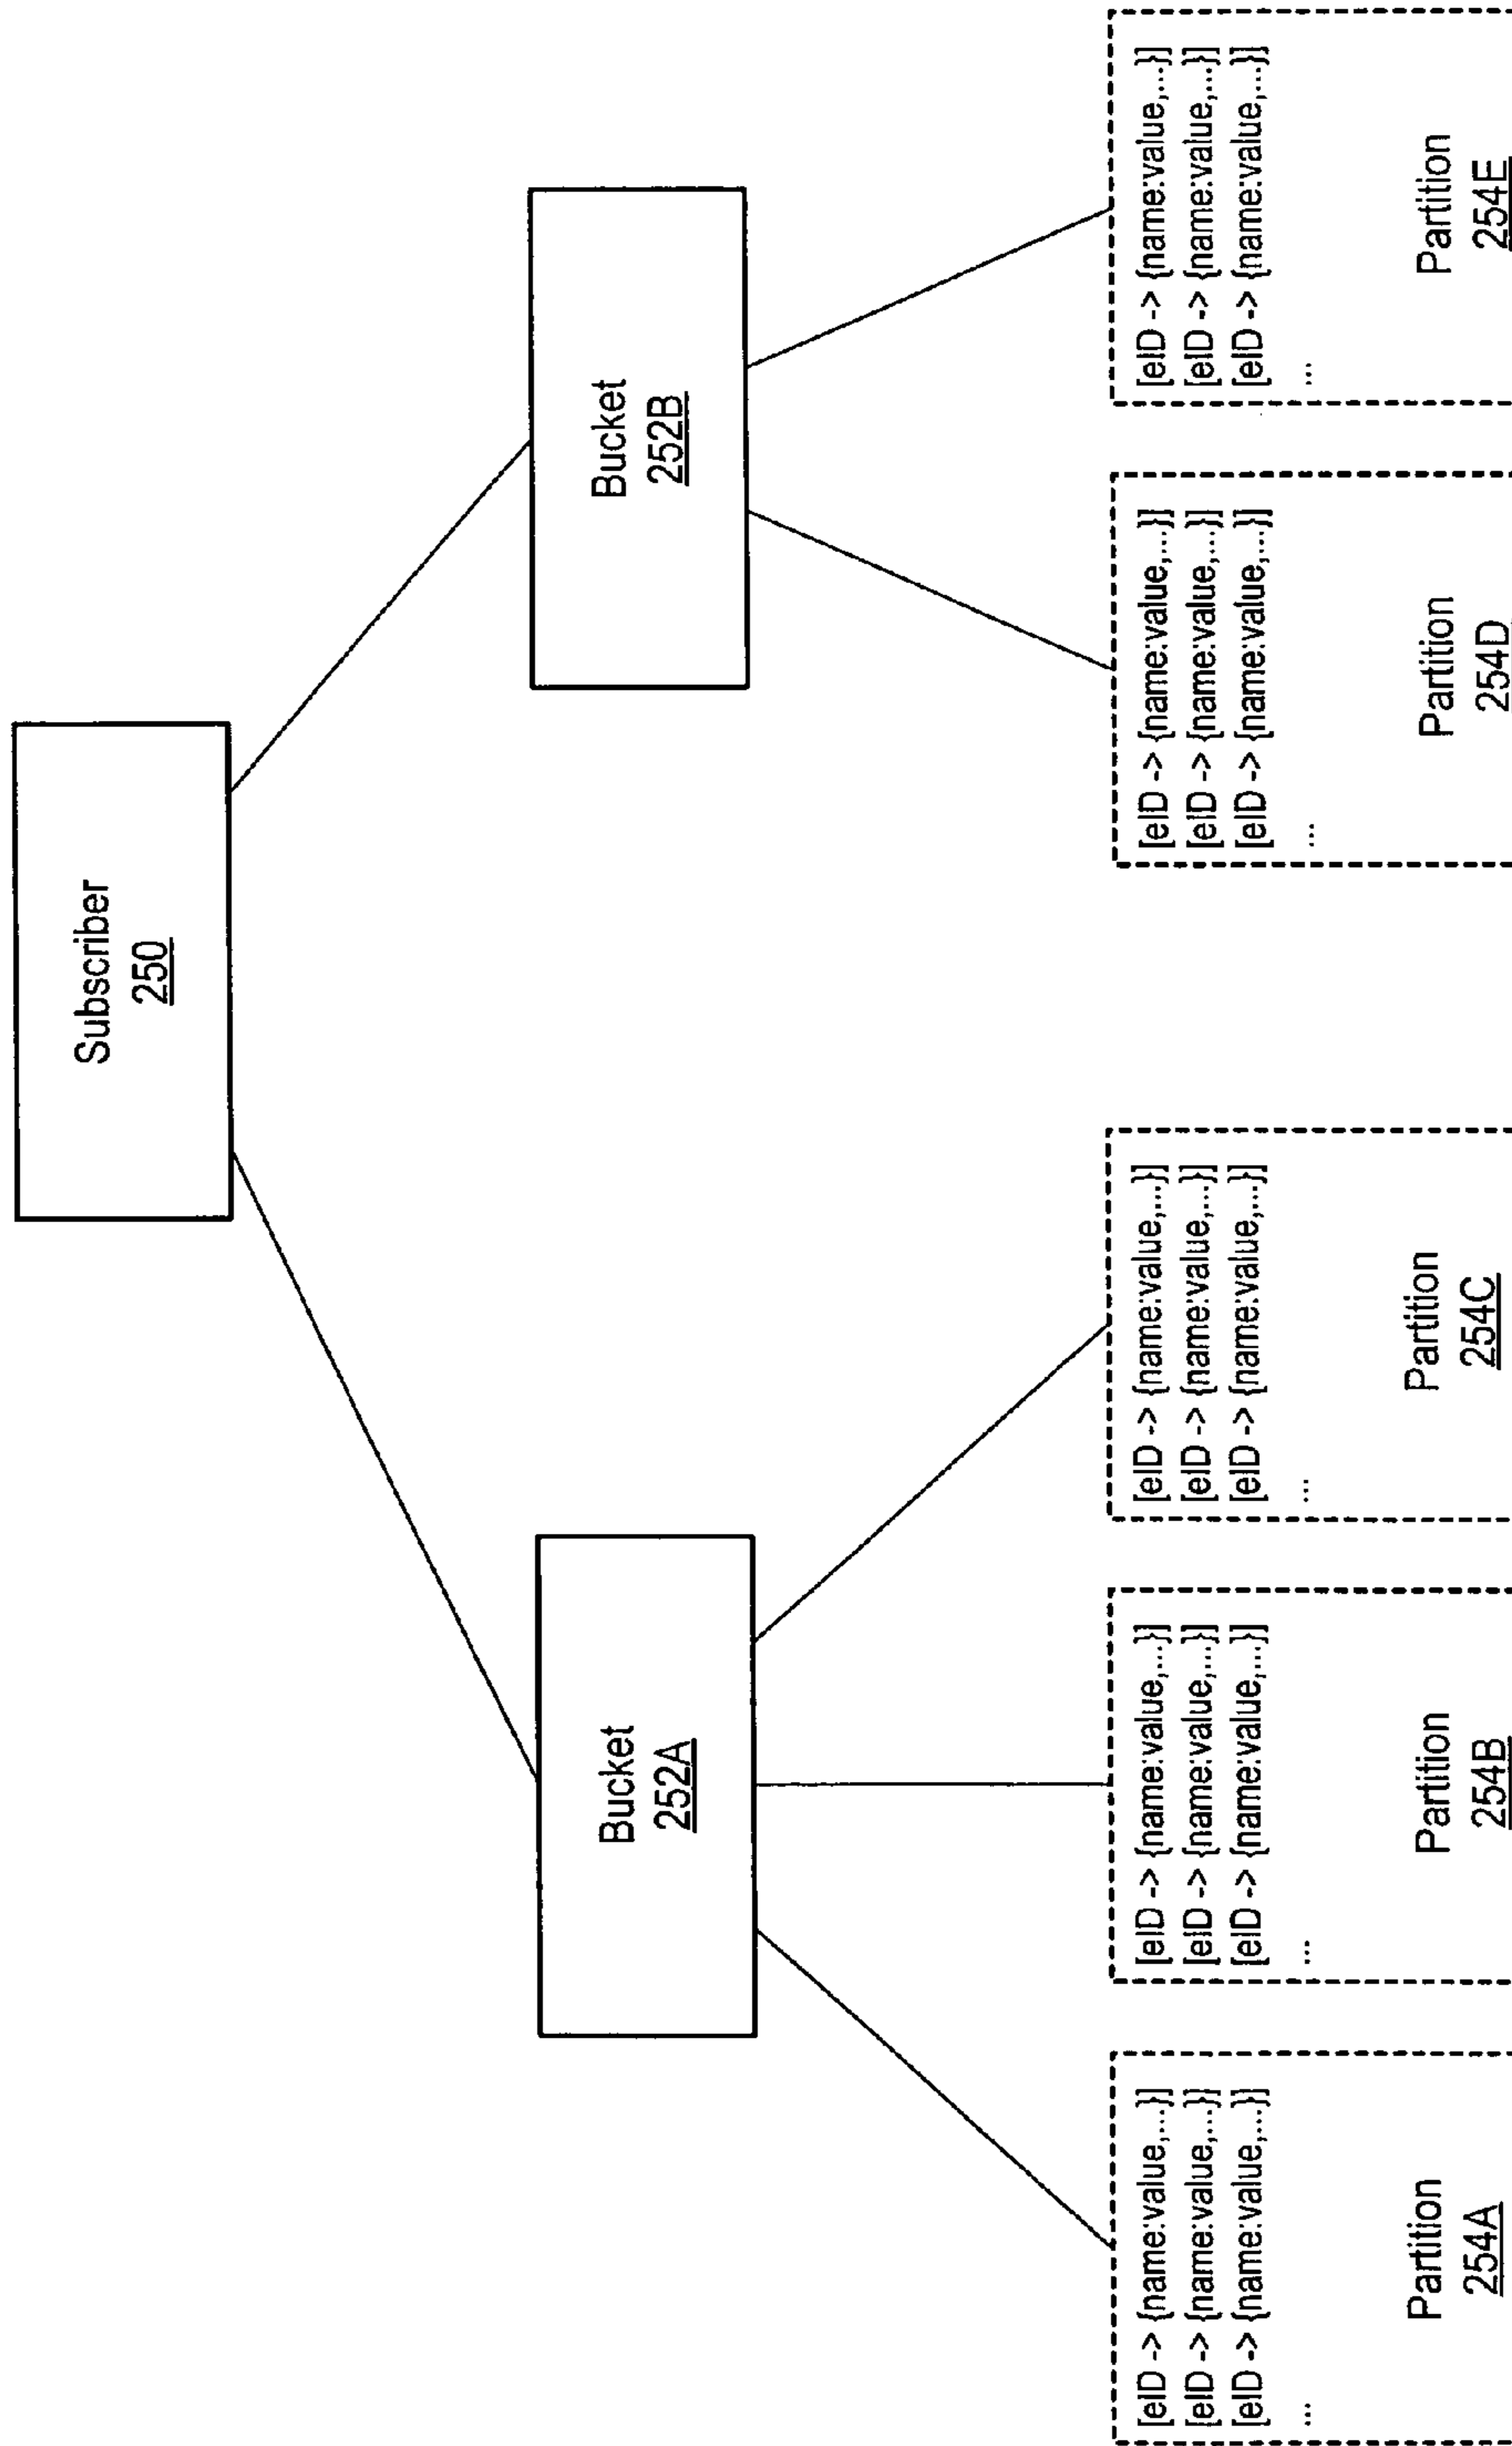 Subscriber
250
Bucket
252A
Bucket
252B
[eID -> {name:value,...}]
[eID -> {name:value,...}]
[eID -> {name:value,...}]
...
Partition
254A
[eID -> {name:value,...}]
[eID -> {name:value,...}]
[eID -> {name:value,...}]
...
Partition
254B
[eID -> {name:value,...}]
[eID -> {name:value,...}]
[eID -> {name:value,...}]
...
Partition
254C
[eID -> {name:value,...}]
[eID -> {name:value,...}]
[eID -> {name:value,...}]
...
Partition
254D
[eID -> {name:value,...}]
[eID -> {name:value,...}]
[eID -> {name:value,...}]
...
Partition
254E